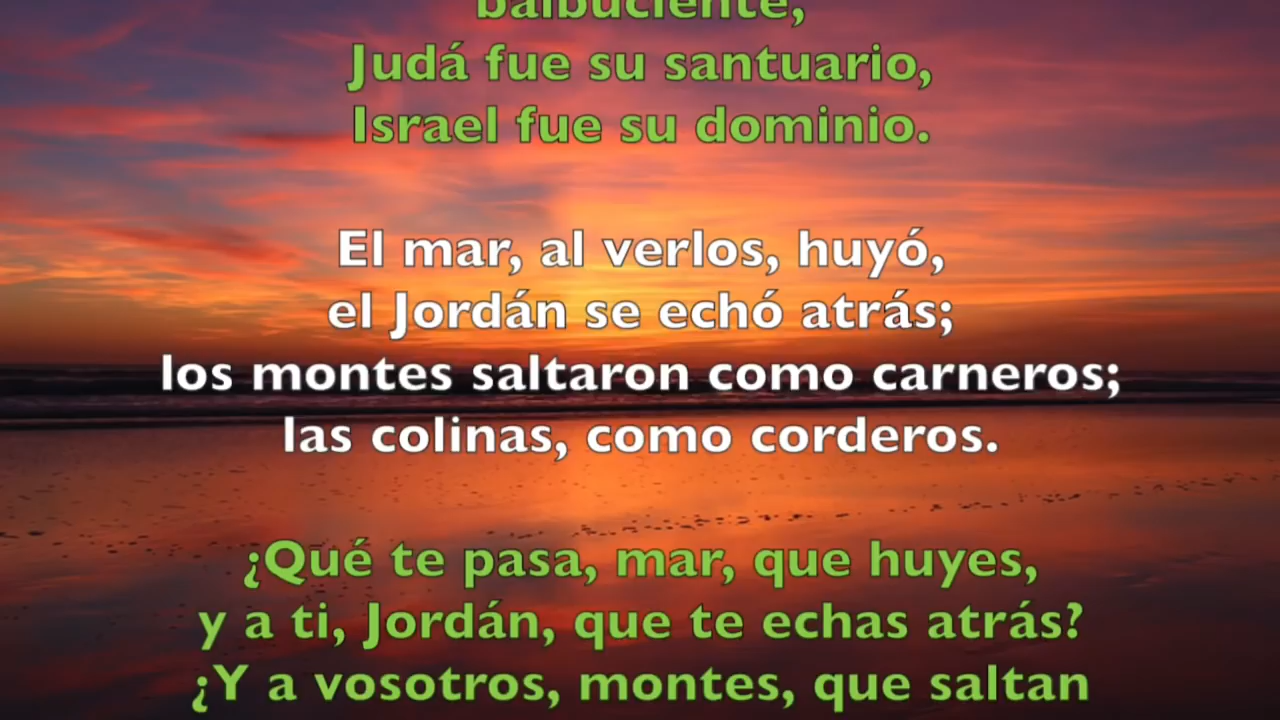 balbuciente,
Judá fue su santuario,
Israel fue su dominio.
El mar, al verlos, huyó,
el Jordán se echó atrás;
los montes saltaron como carneros;
las colinas, como corderos.
¿Qué te pasa, mar, que huyes,
y a ti, Jordán, que te echas atrás?
¿Y a vosotros, montes, que saltan